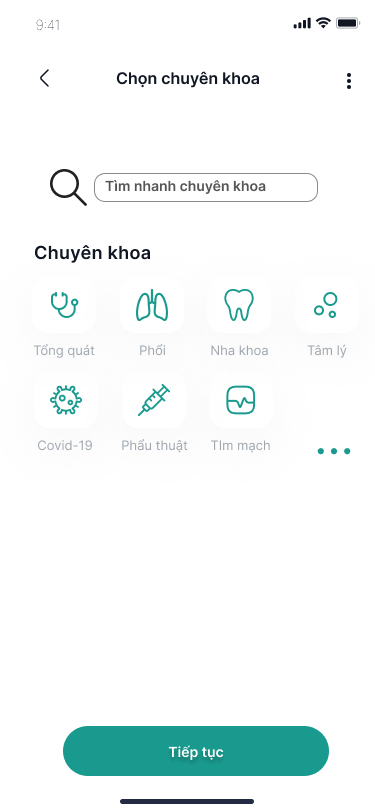 9:41
Chọn chuyên khoa
Tìm nhanh chuyên khoa
Chuyên khoa
Tổng quát
Phổi
Nha khoa
Tâm lý
Covid-19
Phẩu thuật
TIm mạch
Tiếp tục